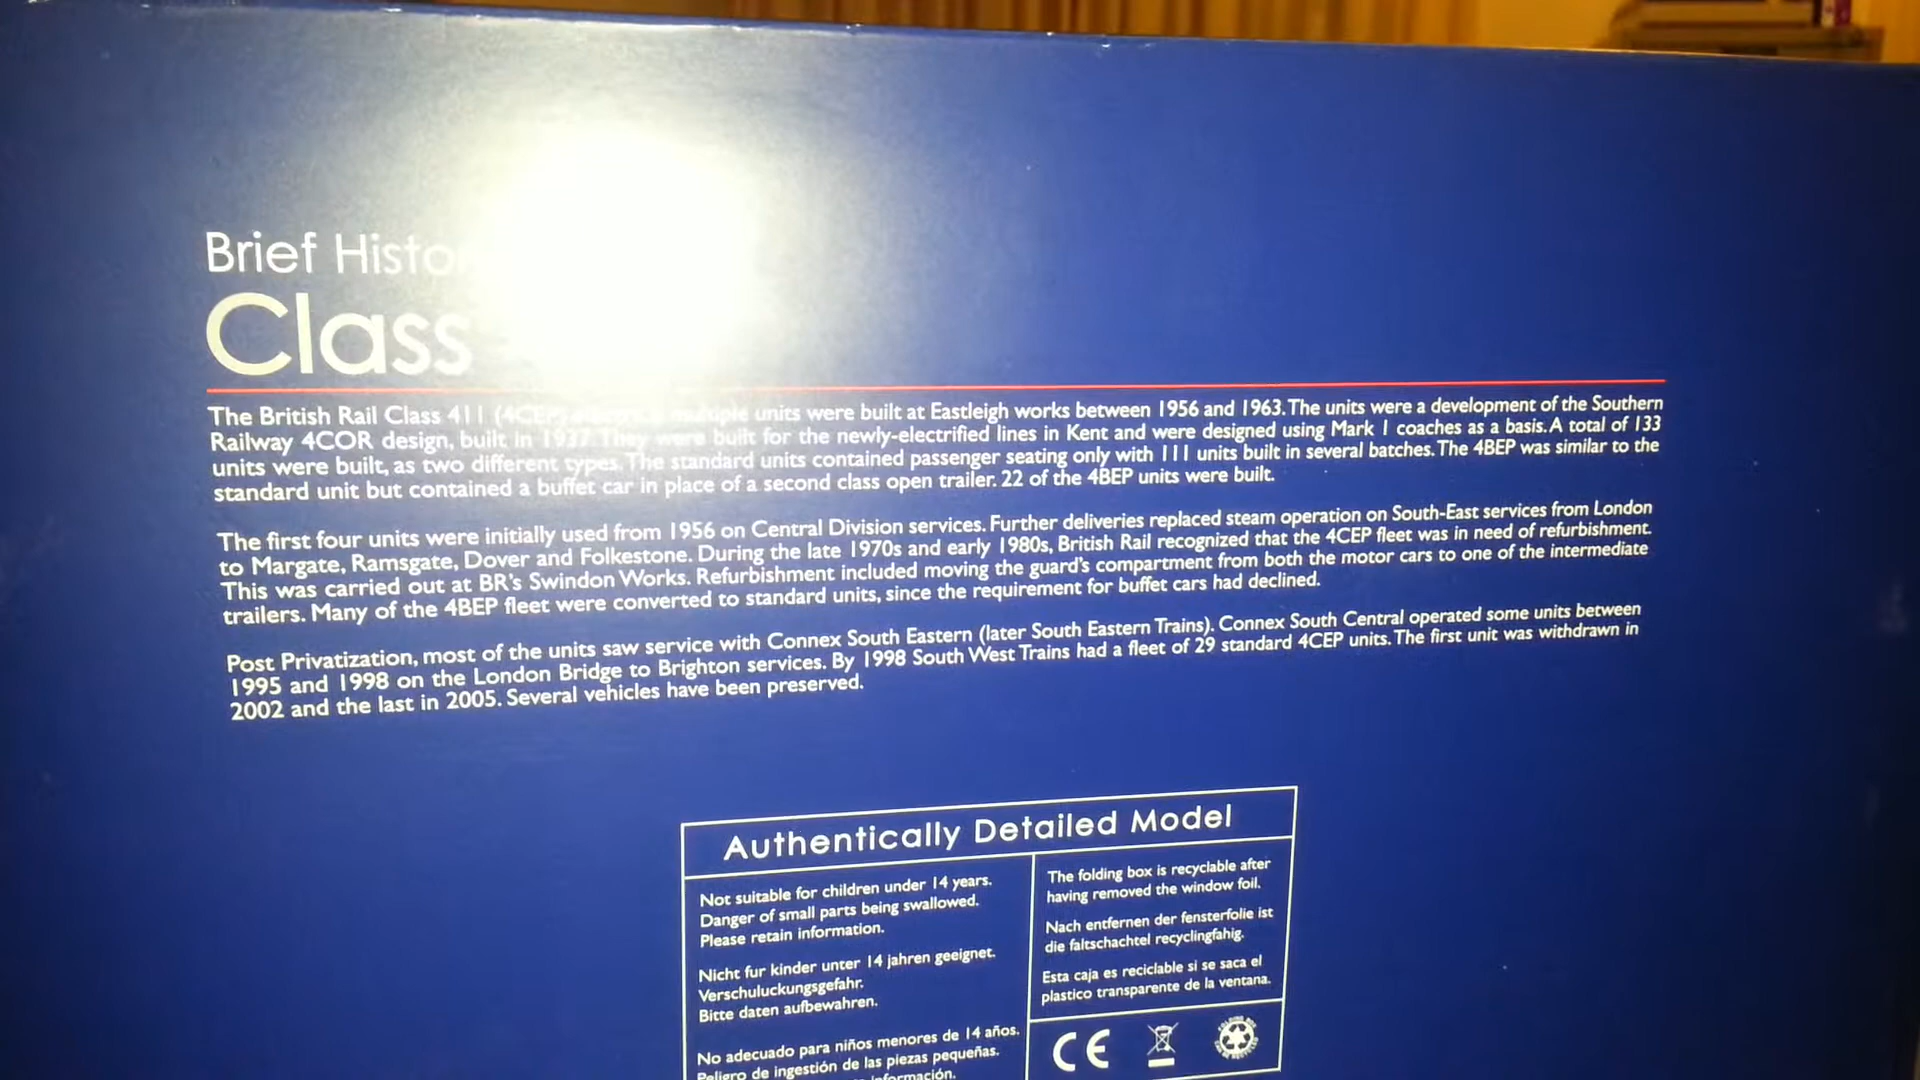 Brief Histo
Class
The British Rail Class 411 (4CEP) electric multiple units were built at Eastleigh works between 1956 and 1963. The units were a development of the Southern
Railway 4COR design, built in 1937. They were built for the newly-electrified lines in Kent and were designed using Mark 1 coaches as a basis. A total of 133
units were built, as two different types. The standard units contained passenger seating only with 111 units built in several batches. The 4BEP was similar to the
standard unit but contained a buffet car in place of a second class open trailer. 22 of the 4BEP units were built.
The first four units were initially used from 1956 on Central Division services. Further deliveries replaced steam operation on South-East services from London
to Margate, Ramsgate, Dover and Folkestone. During the late 1970s and early 1980s, British Rail recognized that the 4CEP fleet was in need of refurbishment.
This was carried out at BR's Swindon Works. Refurbishment included moving the guard's compartment from both the motor cars to one of the intermediate
trailers. Many of the 4BEP fleet were converted to standard units, since the requirement for buffet cars had declined.
Post Privatization, most of the units saw service with Connex South Eastern (later South Eastern Trains). Connex South Central operated some units between
1995 and 1998 on the London Bridge to Brighton services. By 1998 South West Trains had a fleet of 29 standard 4CEP units. The first unit was withdrawn in
2002 and the last in 2005. Several vehicles have been preserved.
Authentically Detailed Model
Not suitable for children under 14 years.
Danger of small parts being swallowed.
Please retain information.
Nicht fur kinder unter 14 jahren geeignet.
Verschuluckungsgefahr.
Bitte daten aufbewahren.
No adecuado para niños menores de 14 años.
Peligro de ingestión de las piezas pequeñas.
información.
The folding box is recyclable after
having removed the window foil.
Nach entfernen der fensterfolie ist
die faltschachtel recyclingfahig.
Esta caja es reciclable si se saca el
plastico transparente de la ventana.
CE